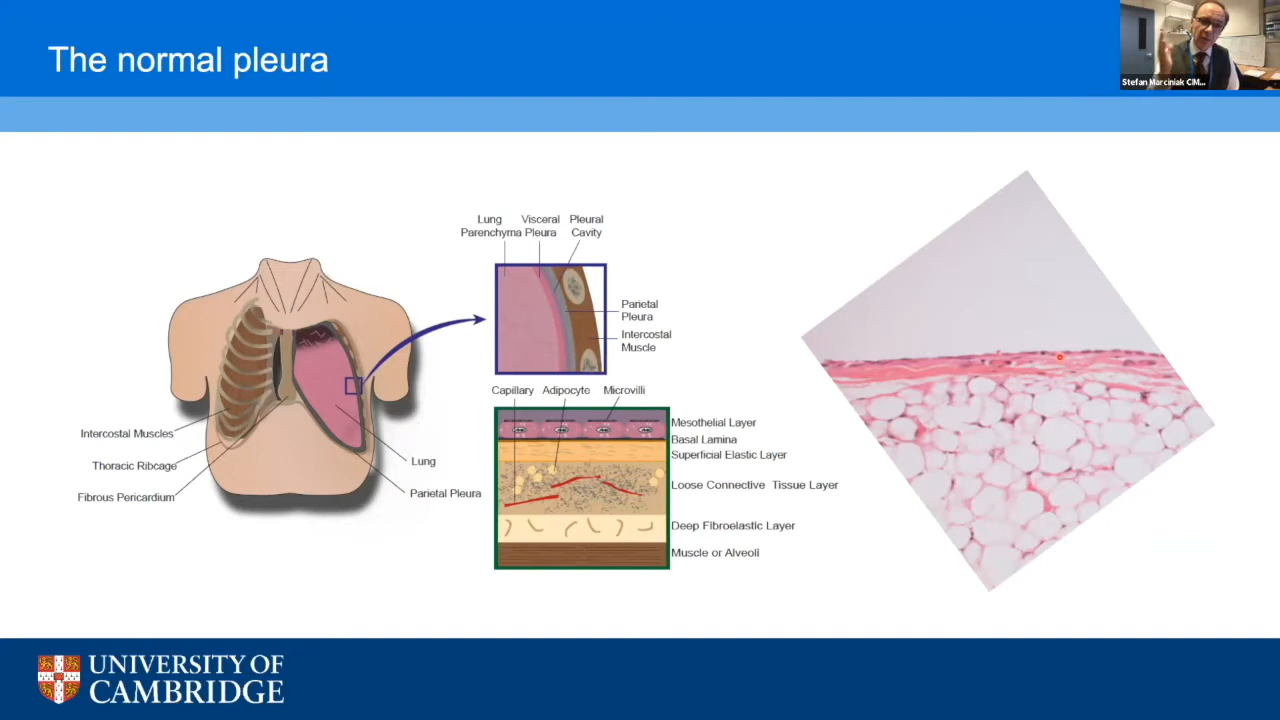 The normal pleura
Stefan Marciniak CIM...
Lung Visceral Pleural
Parenchyma Pleura Cavity
Parietal
Pleura
Intercostal
Muscle
Capillary Adipocyte Microvilli
Mesothelial Layer
Basal Lamina
Superficial Elastic Layer
Loose Connective Tissue Layer
Deep Fibroelastic Layer
Muscle or Alveoli
Intercostal Muscles
Thoracic Ribcage
Fibrous Pericardium
Lung
Parietal Pleura
UNIVERSITY OF
CAMBRIDGE